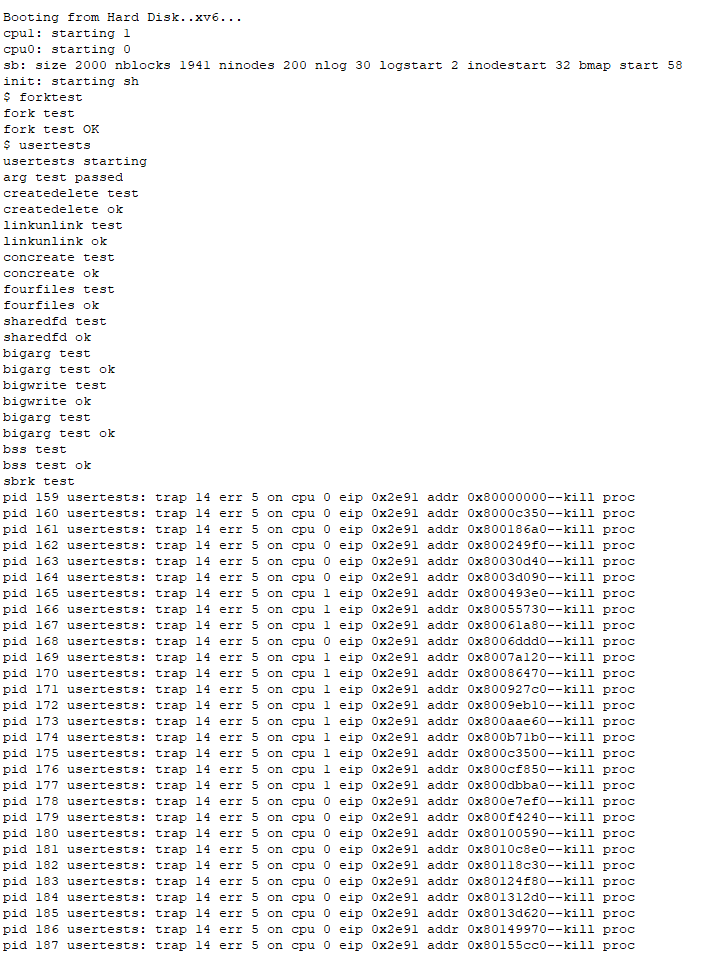 Booting from Hard Disk..xv6...
cpu1: starting 1
cpu0: starting 0
sb: size 2000 nblocks 1941 ninodes 200 nlog 30 logstart 2 inodestart 32 bmap start 58
init: starting sh
$ forktest
fork test
fork test OK
$ usertests
usertests starting
arg test passed
createdelete test
createdelete ok
linkunlink test
linkunlink ok
concreate test
concreate ok
fourfiles test
fourfiles ok
sharedfd test
sharedfd ok
bigarg test
bigarg test ok
bigwrite test
bigwrite ok
bigarg test
bigarg test ok
bss test
bss test ok
sbrk test
pid 159 usertests: trap 14 err 5 on cpu 0 eip 0x2e91 addr 0x80000000--kill proc
pid 160 usertests: trap 14 err 5 on cpu 0 eip 0x2e91 addr 0x8000c350--kill proc
pid 161 usertests: trap 14 err 5 on cpu 0 eip 0x2e91 addr 0x800186a0--kill proc
pid 162 usertests: trap 14 err 5 on cpu 0 eip 0x2e91 addr 0x800249f0--kill proc
pid 163 usertests: trap 14 err 5 on cpu 0 eip 0x2e91 addr 0x80030d40--kill proc
pid 164 usertests: trap 14 err 5 on cpu 0 eip 0x2e91 addr 0x8003d090--kill proc
pid 165 usertests: trap 14 err 5 on cpu 1 eip 0x2e91 addr 0x800493e0--kill proc
pid 166 usertests: trap 14 err 5 on cpu 1 eip 0x2e91 addr 0x80055730--kill proc
pid 167 usertests: trap 14 err 5 on cpu 1 eip 0x2e91 addr 0x80061a80--kill proc
pid 168 usertests: trap 14 err 5 on cpu 0 eip 0x2e91 addr 0x8006ddd0--kill proc
pid 169 usertests: trap 14 err 5 on cpu 1 eip 0x2e91 addr 0x8007a120--kill proc
pid 170 usertests: trap 14 err 5 on cpu 1 eip 0x2e91 addr 0x80086470--kill proc
pid 171 usertests: trap 14 err 5 on cpu 1 eip 0x2e91 addr 0x800927c0--kill proc
pid 172 usertests: trap 14 err 5 on cpu 1 eip 0x2e91 addr 0x8009eb10--kill proc
pid 173 usertests: trap 14 err 5 on cpu 1 eip 0x2e91 addr 0x800aae60--kill proc
pid 174 usertests: trap 14 err 5 on cpu 1 eip 0x2e91 addr 0x800b71b0--kill proc
pid 175 usertests: trap 14 err 5 on cpu 1 eip 0x2e91 addr 0x800c3500--kill proc
pid 176 usertests: trap 14 err 5 on cpu 1 eip 0x2e91 addr 0x800cf850--kill proc
pid 177 usertests: trap 14 err 5 on cpu 1 eip 0x2e91 addr 0x800dbba0--kill proc
pid 178 usertests: trap 14 err 5 on cpu 0 eip 0x2e91 addr 0x800e7ef0--kill proc
pid 179 usertests: trap 14 err 5 on cpu 0 eip 0x2e91 addr 0x800f4240--kill proc
pid 180 usertests: trap 14 err 5 on cpu 0 eip 0x2e91 addr 0x80100590--kill proc
pid 181 usertests: trap 14 err 5 on cpu 0 eip 0x2e91 addr 0x8010c8e0--kill proc
pid 182 usertests: trap 14 err 5 on cpu 0 eip 0x2e91 addr 0x80118c30--kill proc
pid 183 usertests: trap 14 err 5 on cpu 0 eip 0x2e91 addr 0x80124f80--kill proc
pid 184 usertests: trap 14 err 5 on cpu 0 eip 0x2e91 addr 0x801312d0--kill proc
pid 185 usertests: trap 14 err 5 on cpu 0 eip 0x2e91 addr 0x8013d620--kill proc
pid 186 usertests: trap 14 err 5 on cpu 0 eip 0x2e91 addr 0x80149970--kill proc
pid 187 usertests: trap 14 err 5 on cpu 0 eip 0x2e91 addr 0x80155cc0--kill proc